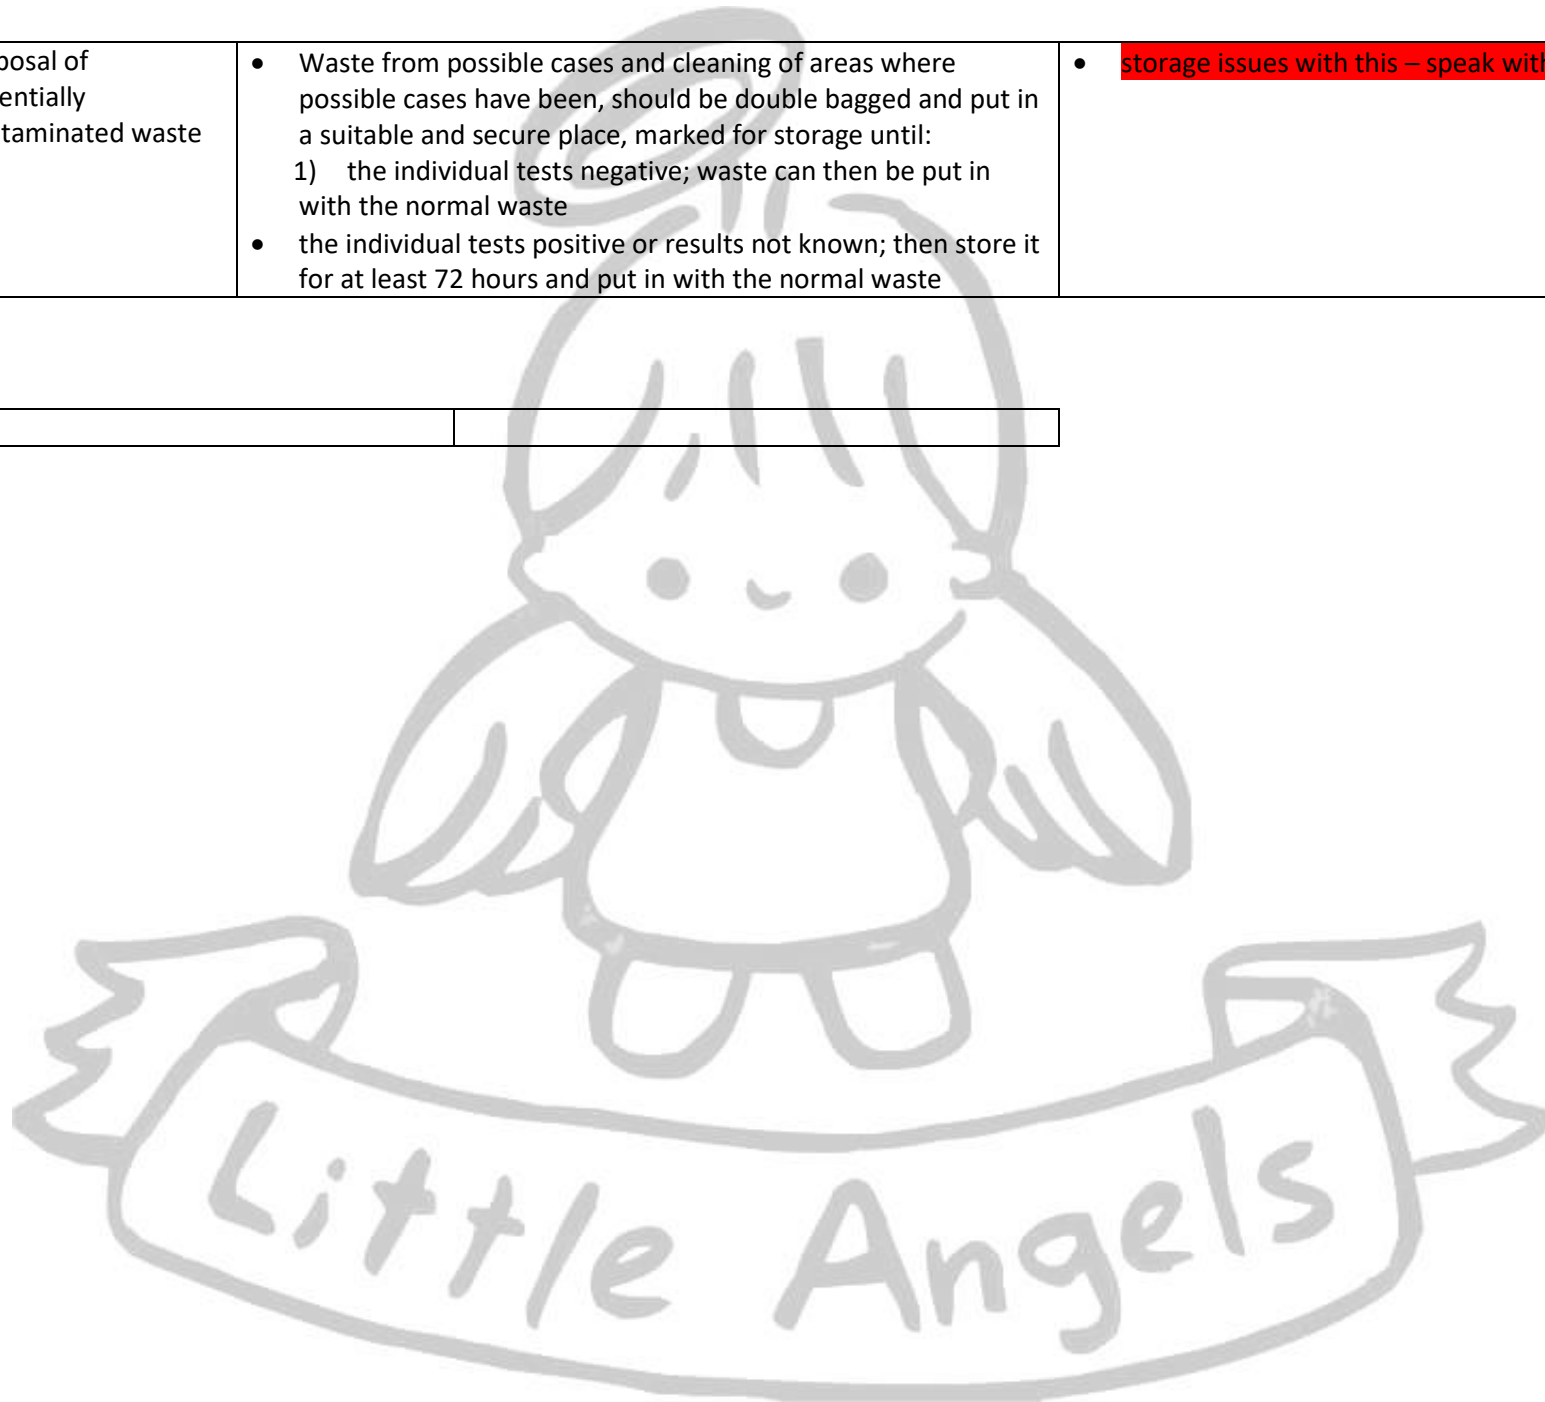 posal of
entially
taminated waste
• Waste from possible cases and cleaning of areas where
possible cases have been, should be double bagged and put in
a suitable and secure place, marked for storage until:
1) the individual tests negative; waste can then be put in
with the normal waste
• the individual tests positive or results not known; then store it
for at least 72 hours and put in with the normal waste
• storage issues with this – speak with
Little Angels